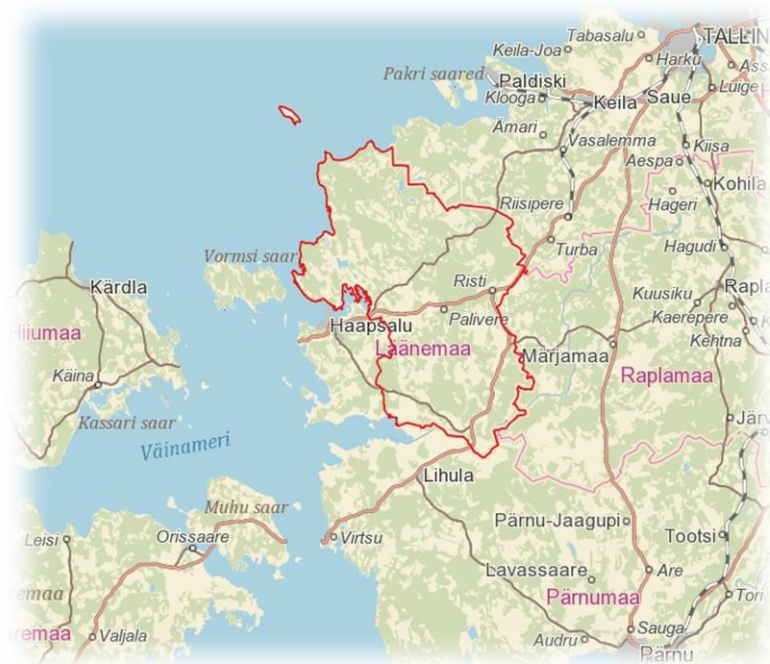 Tabasalu
TALLIN
Keila-Joa
Harku
Ass
Pakri saared
Paldiski
Luige
Klooga
Keila
Saue
Ämari
Vasalemma
Kiisa
Aespa
Kohila
Riisipere
Hageri
Turba
Hagudi
Vormsi saar
Kärdla
Risti
Kuusiku
Rapla
Hiiumaa
Haapsalu
Palivere
Kaerepere
K
Läänemaa
Märjamaa
Kehtna
Käina
Raplamaa
Kassari saar
Järv
Väinameri
Lihula
Muhu saar
Pärnu-Jaagupi
Leisi
Orissaare
Virtsu
Tootsi
Lavassaare
Are
aremaa
Pärnumaa
Tori
aremaa
Valjala
Audru
Sauga
Pärnu